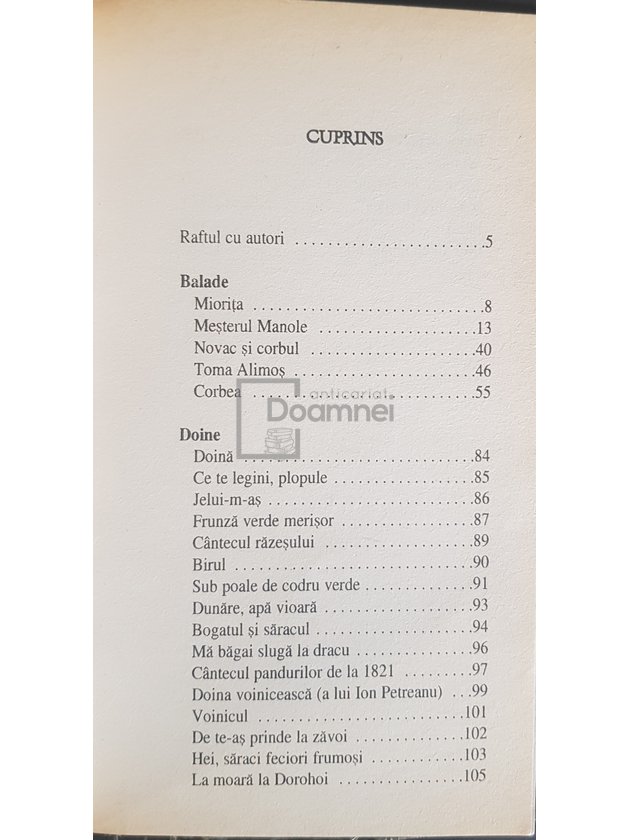 CUPRINS
Raftul cu autori ........................5
Balade
Miorița .............................8
Meșterul Manole ....................13
Novac și corbul .....................40
Toma Alimoș .......................46
Corbea ............................55
anticariat
Doamnei
Doine
Doină .............................84
Ce te legini, plopule .................85
Jelui-m-aș ..........................86
Frunză verde merișor ................87
Cântecul răzeșului ...................89
Birul ..............................90
Sub poale de codru verde .............91
Dunăre, apă vioară ...................93
Bogatul și săracul ....................94
Mă băgai slugă la dracu ...............96
Cântecul pandurilor de la 1821 .........97
Doina voinicească (a lui Ion Petreanu) ...99
Voinicul ..........................101
De te-aș prinde la zăvoi ..............102
Hei, săraci feciori frumoși ............103
La moară la Dorohoi ................105